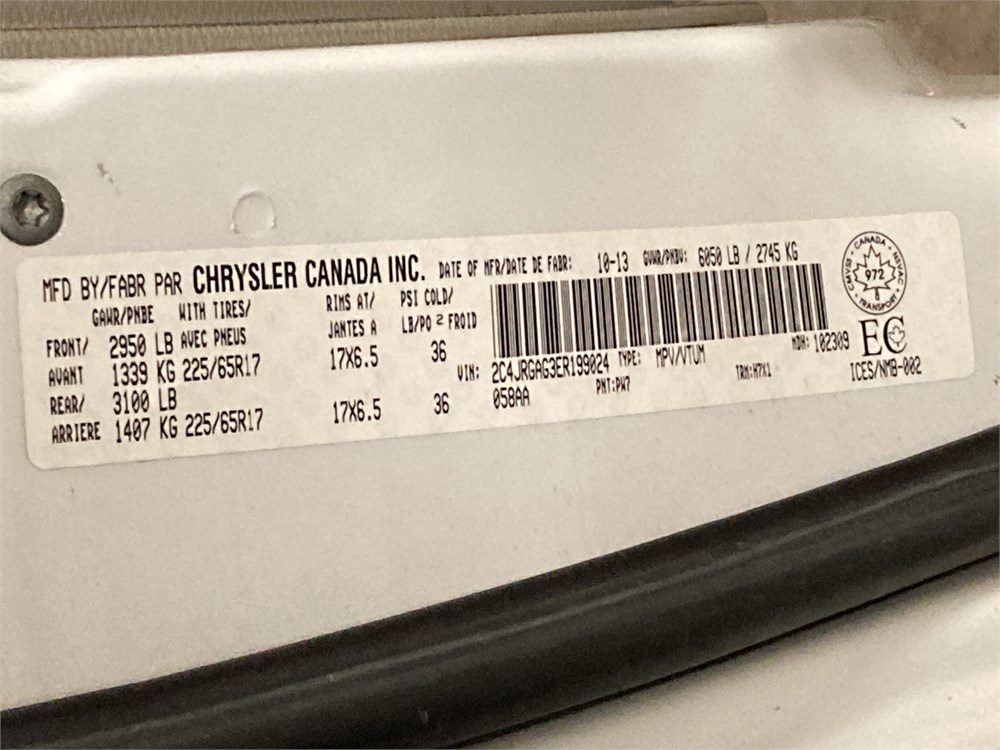 MFD BY/FABR PAR CHRYSLER CANADA INC. DATE OF MFR/DATE DE FABR: 10-13 GVWR/PNBV: 6050 LB / 2745 KG
GAWR/PNBE WITH TIRES/ RIMS AT/ PSI COLD/
FRONT/ 2950 LB AVEC PNEUS JANTES A LB/PO 2 FROID
AVANT 1339 KG 225/65R17 17X6.5 36
REAR/ 3100 LB
ARRIERE 1407 KG 225/65R17 17X6.5 36
VIN: 2C4JRGAG3ER199024 TYPE: MPV/VTUM MDH: 102309
058AA PNT:PW7 TRM:H7X1
CANADA
CMVSS NSVAC
972
TRANSPORT
EC
ICES/NMB-002